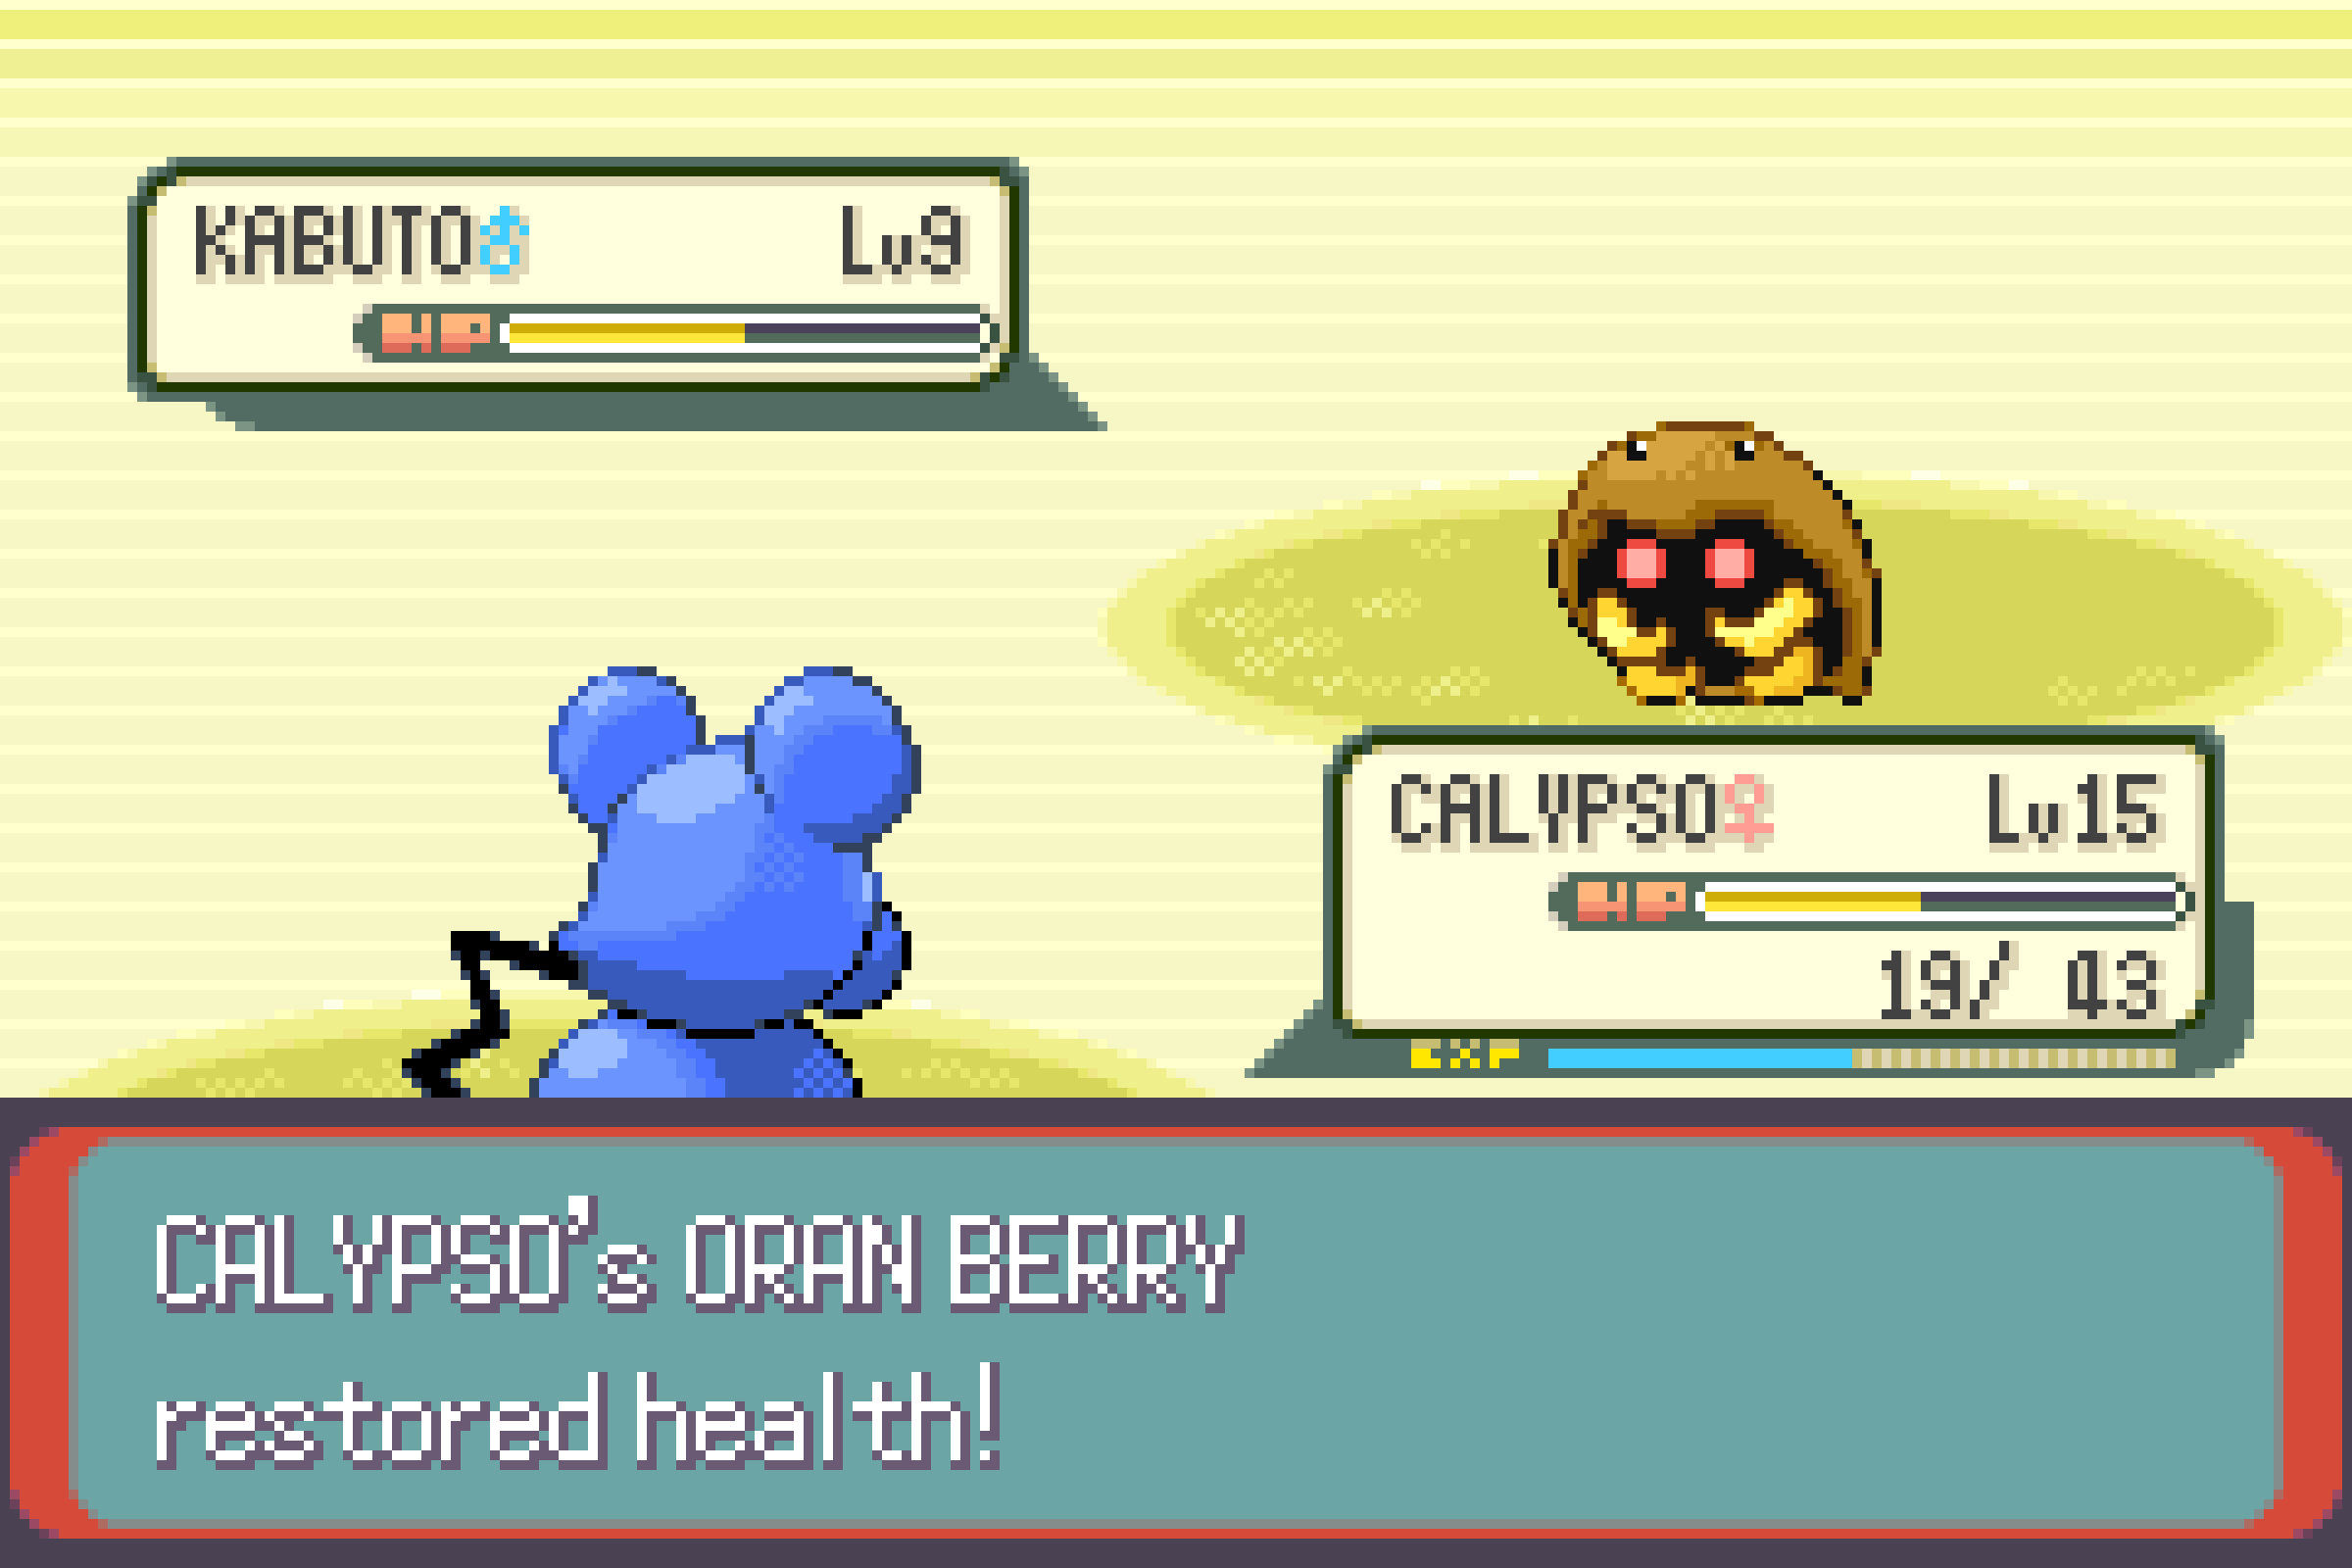 KABUTO♂ Lv9
HP
CALYPSO♀ Lv15
HP
19/ 43
EXP
CALYPSO's ORAN BERRY
restored health!